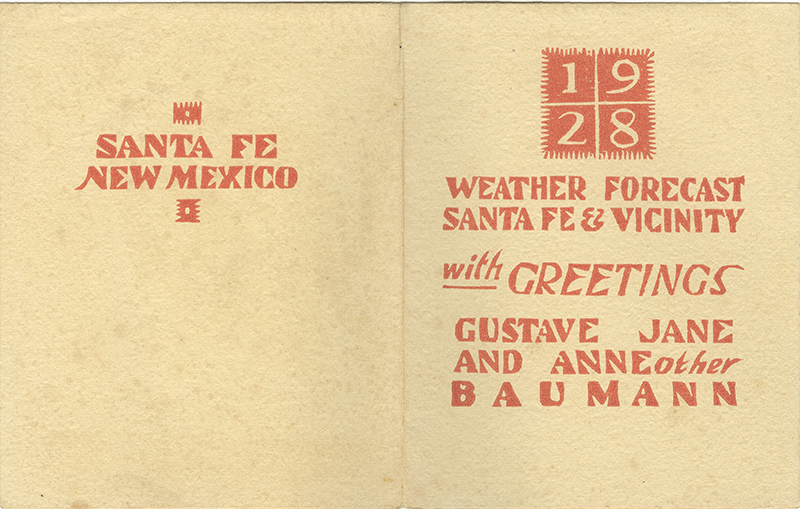 SANTA FE
NEW MEXICO
19
28
WEATHER FORECAST
SANTA FE & VICINITY
with GREETINGS
GUSTAVE JANE
AND ANNEother
BAUMANN